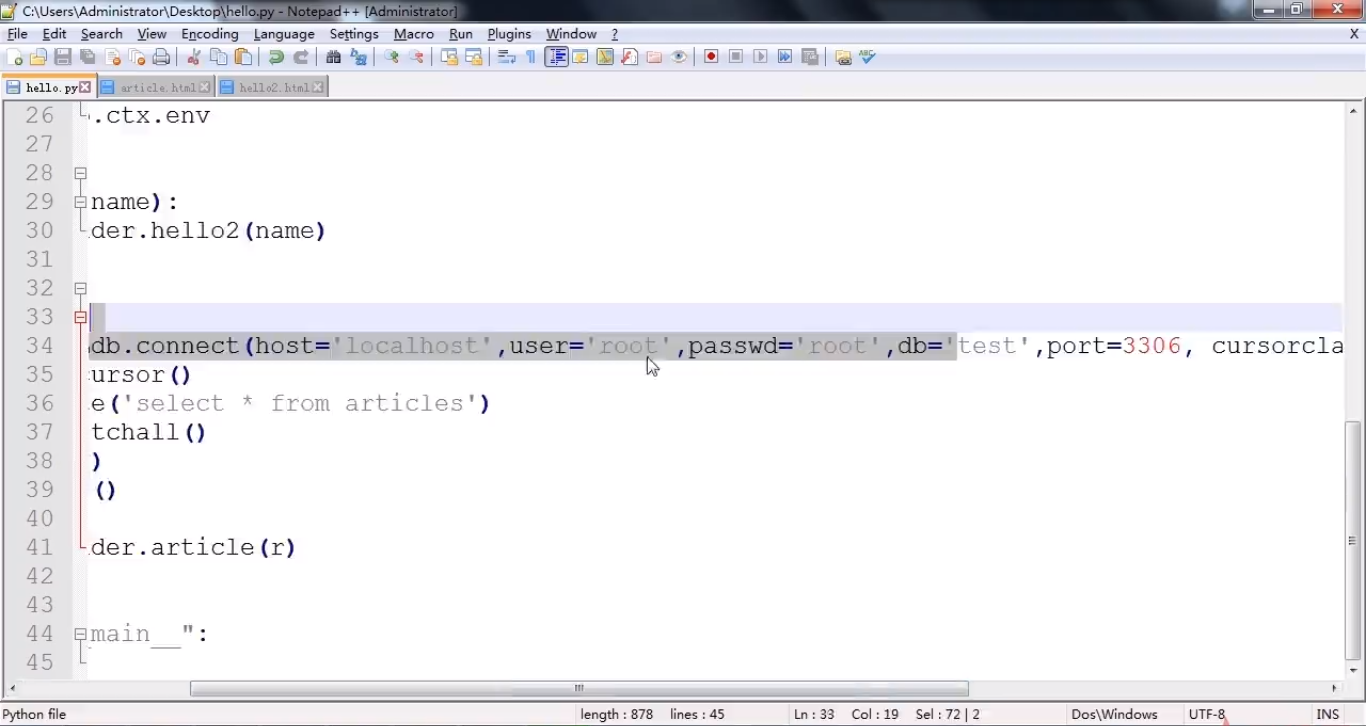 C:\Users\Administrator\Desktop\hello.py - Notepad++ [Administrator]
File Edit Search View Encoding Language Settings Macro Run Plugins Window ? X
hello.py article.html hello2.html
26 .ctx.env
27
28
29 name):
30 der.hello2(name)
31
32
33
34 db.connect(host='localhost',user='root',passwd='root',db='test',port=3306, cursorcla
35 ursor()
36 e('select * from articles')
37 tchall()
38 )
39 ()
40
41 der.article(r)
42
43
44 main__":
45
Python file length : 878 lines : 45 Ln : 33 Col : 19 Sel : 72 | 2 Dos\Windows UTF-8 INS